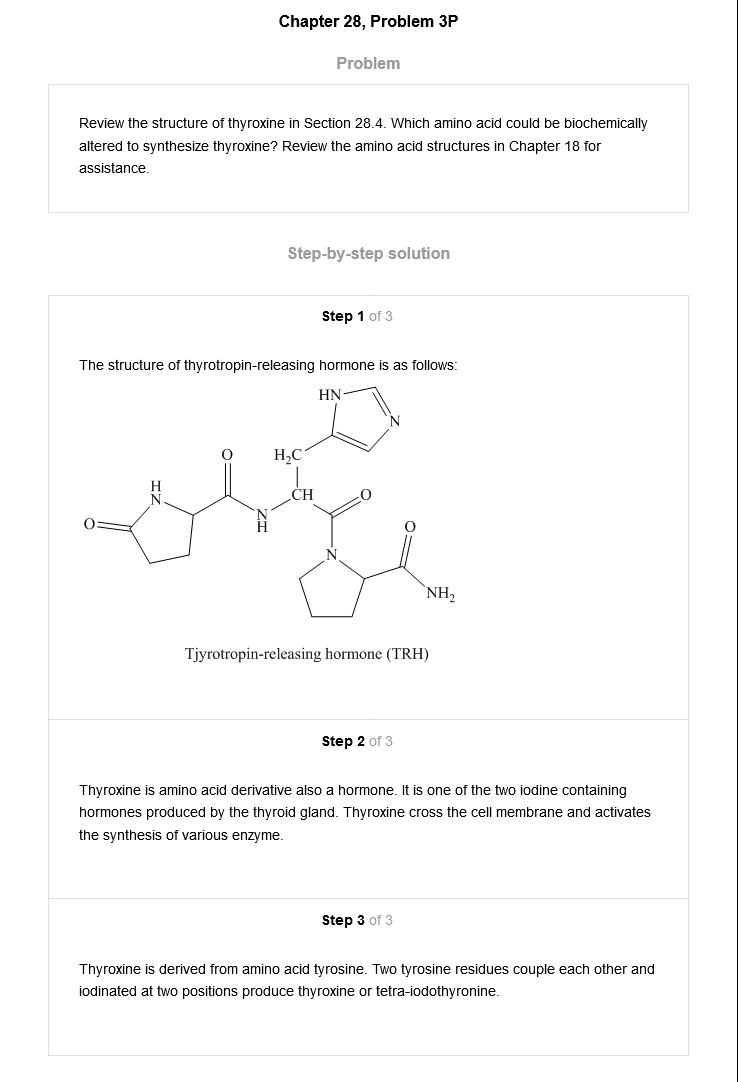 Chapter 28, Problem 3P
Problem
Review the structure of thyroxine in Section 28.4. Which amino acid could be biochemically
altered to synthesize thyroxine? Review the amino acid structures in Chapter 18 for
assistance.
Step-by-step solution
Step 1 of 3
The structure of thyrotropin-releasing hormone is as follows:
HN
N
O
H₂C
H
N
CH
O
O
N
H
O
N
NH₂
Tjyrotropin-releasing hormone (TRH)
Step 2 of 3
Thyroxine is amino acid derivative also a hormone. It is one of the two iodine containing
hormones produced by the thyroid gland. Thyroxine cross the cell membrane and activates
the synthesis of various enzyme.
Step 3 of 3
Thyroxine is derived from amino acid tyrosine. Two tyrosine residues couple each other and
iodinated at two positions produce thyroxine or tetra-iodothyronine.